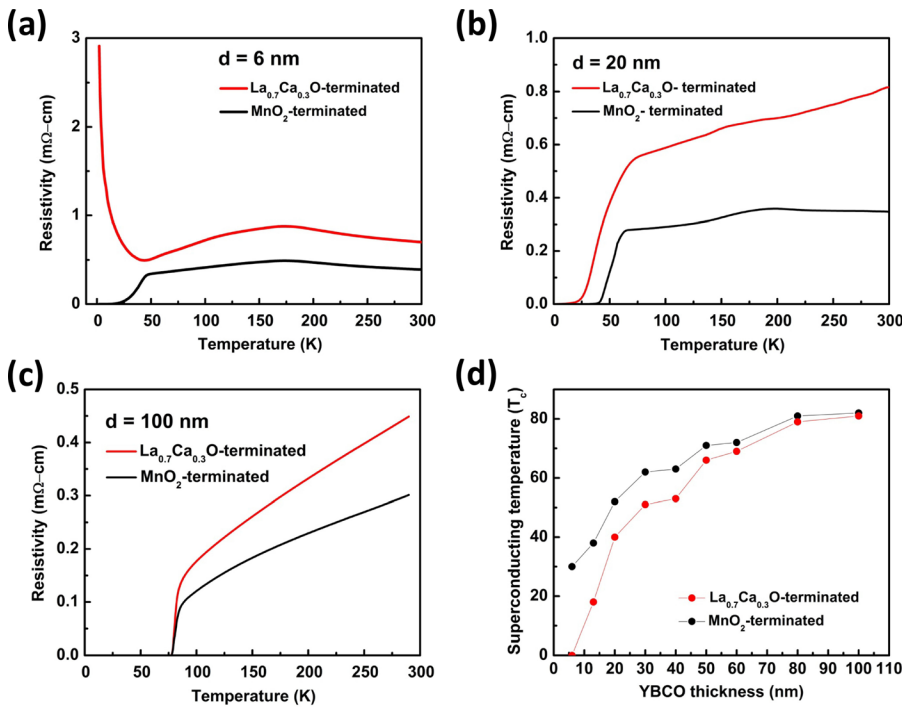 (a)
3
2
1
0
Resistivity (mΩ–cm)
d = 6 nm
La0.7Ca0.3O-terminated
MnO2-terminated
0 50 100 150 200 250 300
Temperature (K)
(b)
1.0
0.8
0.6
0.4
0.2
0.0
Resistivity (mΩ–cm)
d = 20 nm
La0.7Ca0.3O- terminated
MnO2- terminated
50 100 150 200 250 300
Temperature (K)
(c)
0.5
0.4
0.3
0.2
0.1
0.0
Resistivity (mΩ–cm)
d = 100 nm
La0.7Ca0.3O-terminated
MnO2-terminated
0 50 100 150 200 250 300
Temperature (K)
(d)
80
60
40
20
0
Superconducting temperature (Tc)
La0.7Ca0.3O-terminated
MnO2-terminated
0 10 20 30 40 50 60 70 80 90 100 110
YBCO thickness (nm)